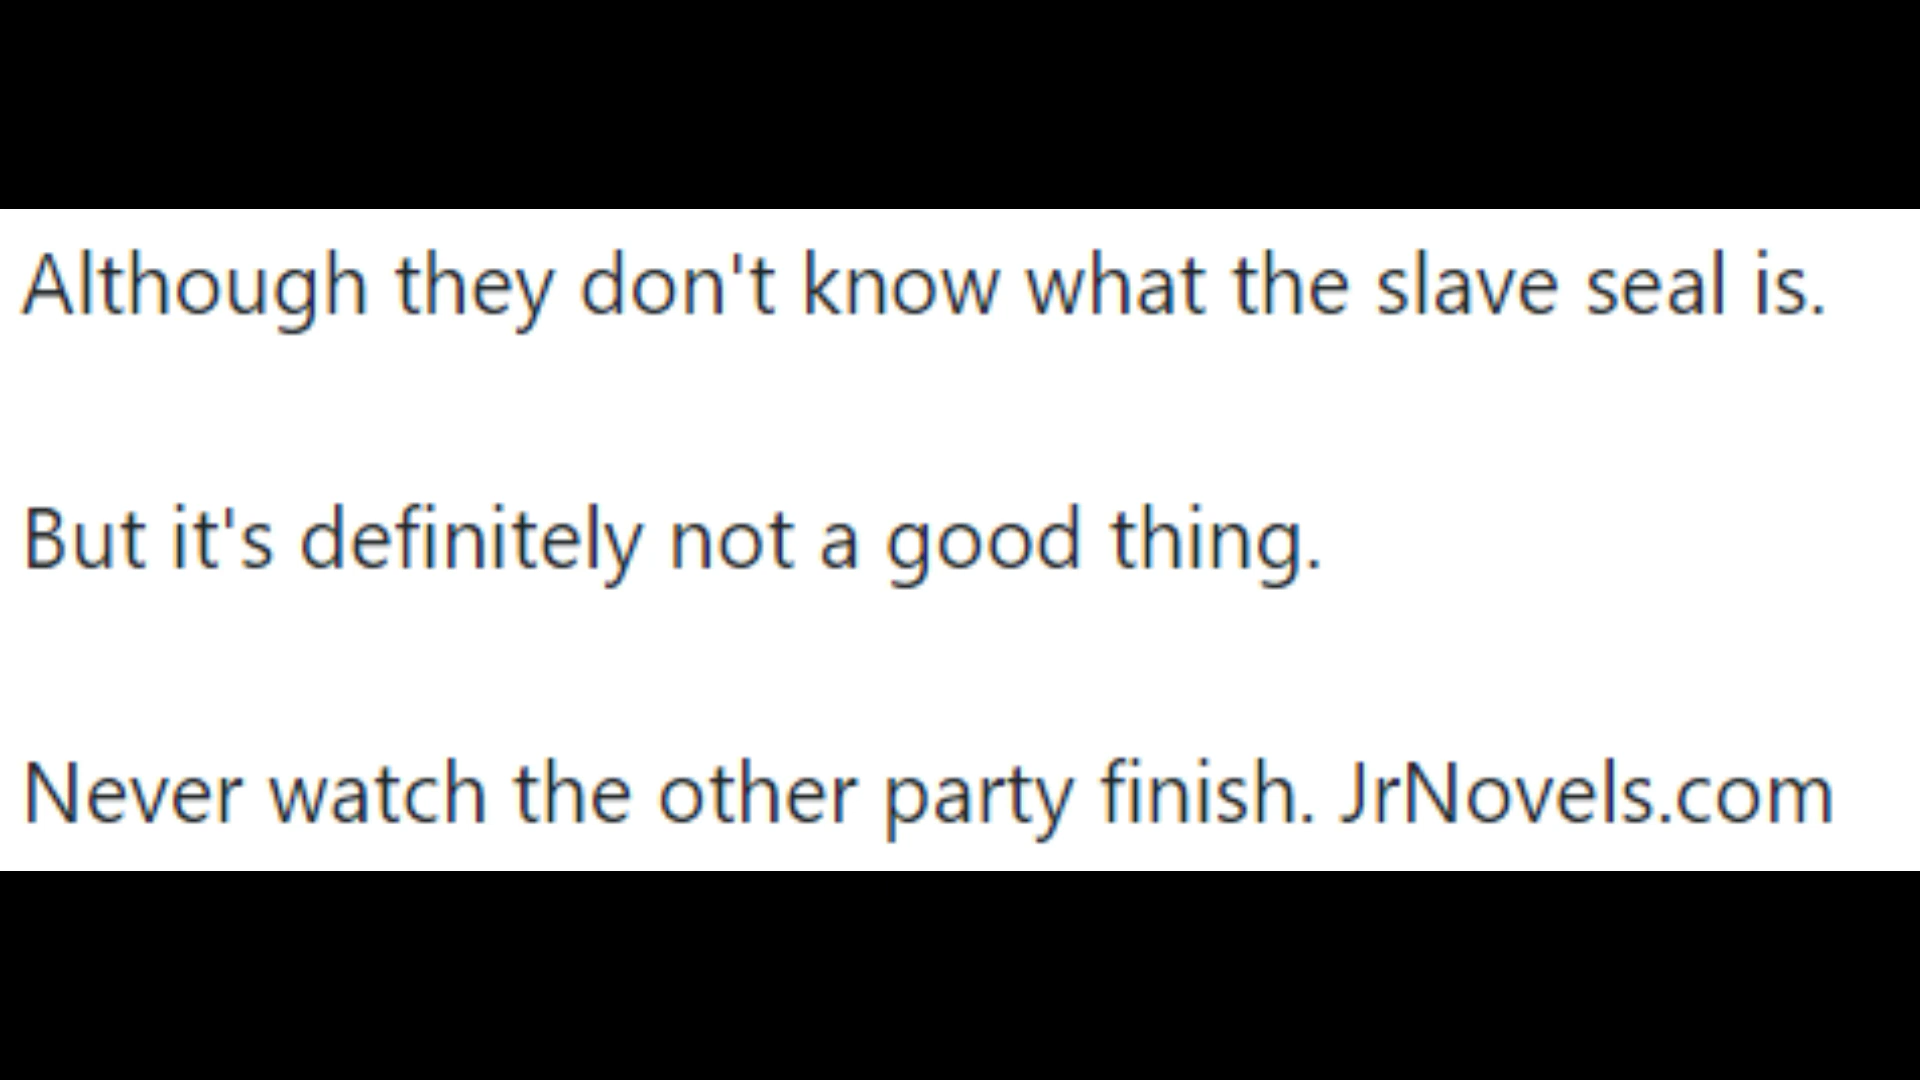 Although they don't know what the slave seal is.
But it's definitely not a good thing.
Never watch the other party finish. JrNovels.com